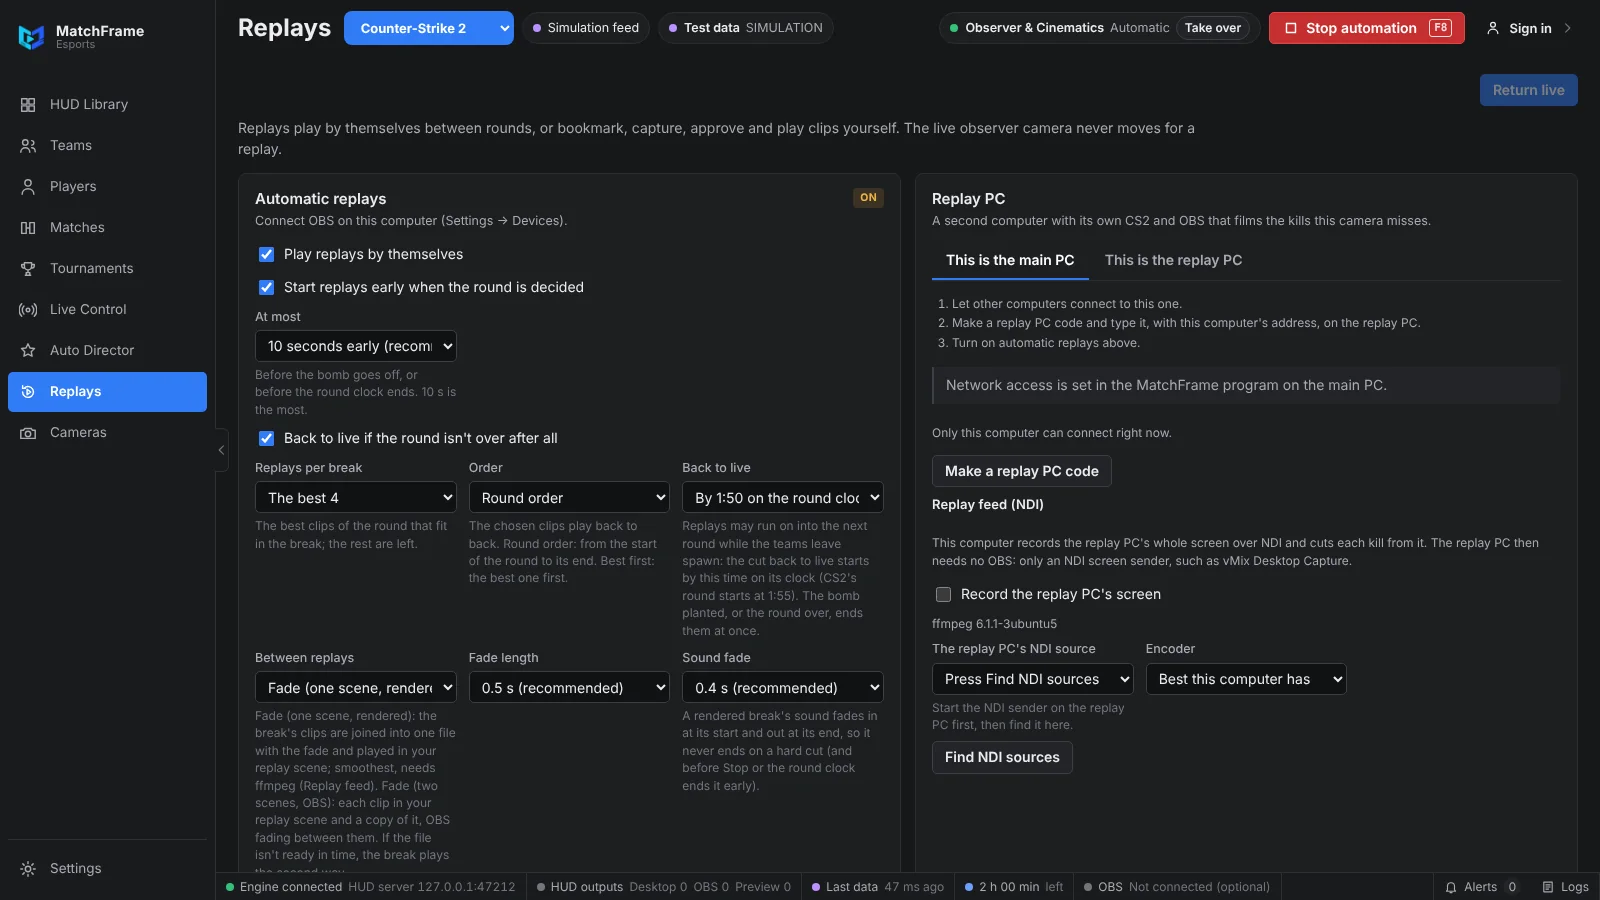 MatchFrame
Esports
HUD Library
Teams
Players
Matches
Tournaments
Live Control
Auto Director
Replays
Cameras
Settings
Replays
Counter-Strike 2
Simulation feed
Test data SIMULATION
Observer & Cinematics Automatic Take over
Stop automation F8
Sign in
Return live
Replays play by themselves between rounds, or bookmark, capture, approve and play clips yourself. The live observer camera never moves for a
replay.
Automatic replays
ON
Connect OBS on this computer (Settings → Devices).
Play replays by themselves
Start replays early when the round is decided
At most
10 seconds early (recom
Before the bomb goes off, or
before the round clock ends. 10 s is
the most.
Back to live if the round isn't over after all
Replays per break
The best 4
The best clips of the round that fit
in the break; the rest are left.
Order
Round order
The chosen clips play back to
back. Round order: from the start
of the round to its end. Best first:
the best one first.
Back to live
By 1:50 on the round cloc
Replays may run on into the next
round while the teams leave
spawn: the cut back to live starts
by this time on its clock (CS2's
round starts at 1:55). The bomb
planted, or the round over, ends
them at once.
Between replays
Fade (one scene, rendere
Fade (one scene, rendered): the
break's clips are joined into one file
with the fade and played in your
replay scene; smoothest, needs
ffmpeg (Replay feed). Fade (two
scenes, OBS): each clip in your
replay scene and a copy of it, OBS
fading between them. If the file
isn't ready in time, the break plays
Fade length
0.5 s (recommended)
Sound fade
0.4 s (recommended)
A rendered break's sound fades in
at its start and out at its end, so it
never ends on a hard cut (and
before Stop or the round clock
ends it early).
Replay PC
A second computer with its own CS2 and OBS that films the kills this camera misses.
This is the main PC
This is the replay PC
1. Let other computers connect to this one.
2. Make a replay PC code and type it, with this computer's address, on the replay PC.
3. Turn on automatic replays above.
Network access is set in the MatchFrame program on the main PC.
Only this computer can connect right now.
Make a replay PC code
Replay feed (NDI)
This computer records the replay PC's whole screen over NDI and cuts each kill from it. The replay PC then
needs no OBS: only an NDI screen sender, such as vMix Desktop Capture.
Record the replay PC's screen
ffmpeg 6.1.1-3ubuntu5
The replay PC's NDI source
Press Find NDI sources
Start the NDI sender on the replay
PC first, then find it here.
Encoder
Best this computer has
Find NDI sources
Engine connected HUD server 127.0.0.1:47212
HUD outputs Desktop 0 OBS 0 Preview 0
Last data 47 ms ago
2 h 00 min left
OBS Not connected (optional)
Alerts 0
Logs